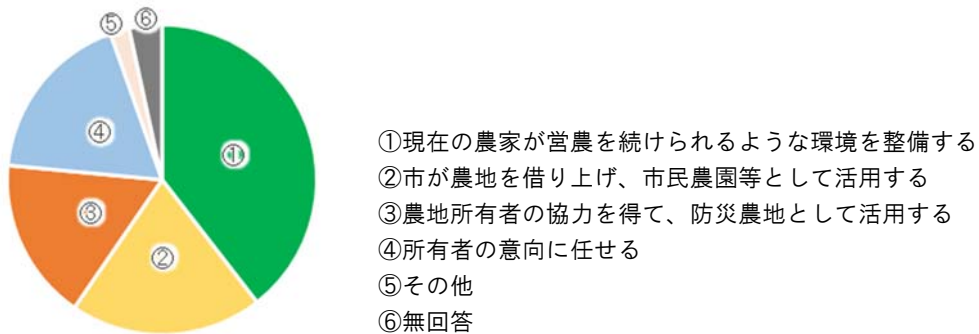 ⑤
⑥
④
①
③
②
①現在の農家が営農を続けられるような環境を整備する
②市が農地を借り上げ、市民農園等として活用する
③農地所有者の協力を得て、防災農地として活用する
④所有者の意向に任せる
⑤その他
⑥無回答